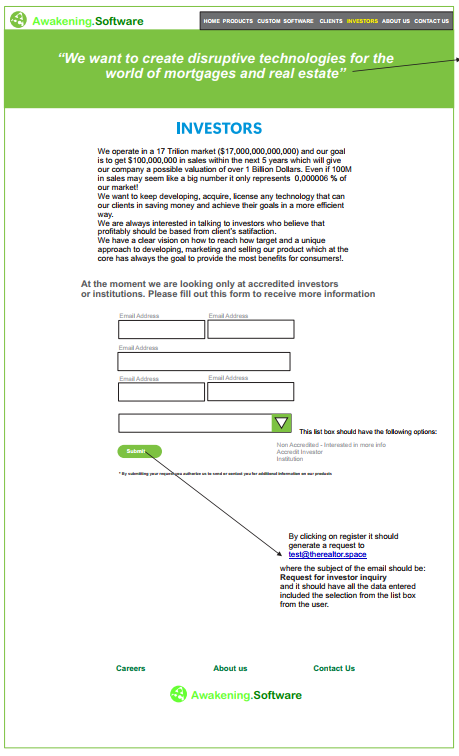 Awakening.Software
HOME PRODUCTS CUSTOM SOFTWARE CLIENTS INVESTORS ABOUT US CONTACT US
“We want to create disruptive technologies for the
world of mortgages and real estate”
INVESTORS
We operate in a 17 Trilion market ($17,000,000,000,000) and our goal
is to get $100,000,000 in sales within the next 5 years which will give
our company a possible valuation of over 1 Billion Dollars. Even if 100M
in sales may seem like a big number it only represents 0,000006 % of
our market!
We want to keep developing, acquire, license any technology that can
our clients in saving money and achieve their goals in a more efficient
way.
We are always interested in talking to investors who believe that
profitably should be based from client's satifaction.
We have a clear vision on how to reach how target and a unique
approach to developing, marketing and selling our product which at the
core has always the goal to provide the most benefits for consumers!.
At the moment we are looking only at accredited investors
or institutions. Please fill out this form to receive more information
Email Address Email Address
Email Address
Email Address Email Address
This list box should have the following options:
Non Accredited - Interested in more info
Accredit Investor
Institution
Submit
* By submitting your request you authorize us to send or contact you for additional information on our products
By clicking on register it should
generate a request to
test@therealtor.space
where the subject of the email should be:
Request for investor inquiry
and it should have all the data entered
included the selection from the list box
from the user.
Careers About us Contact Us
Awakening.Software